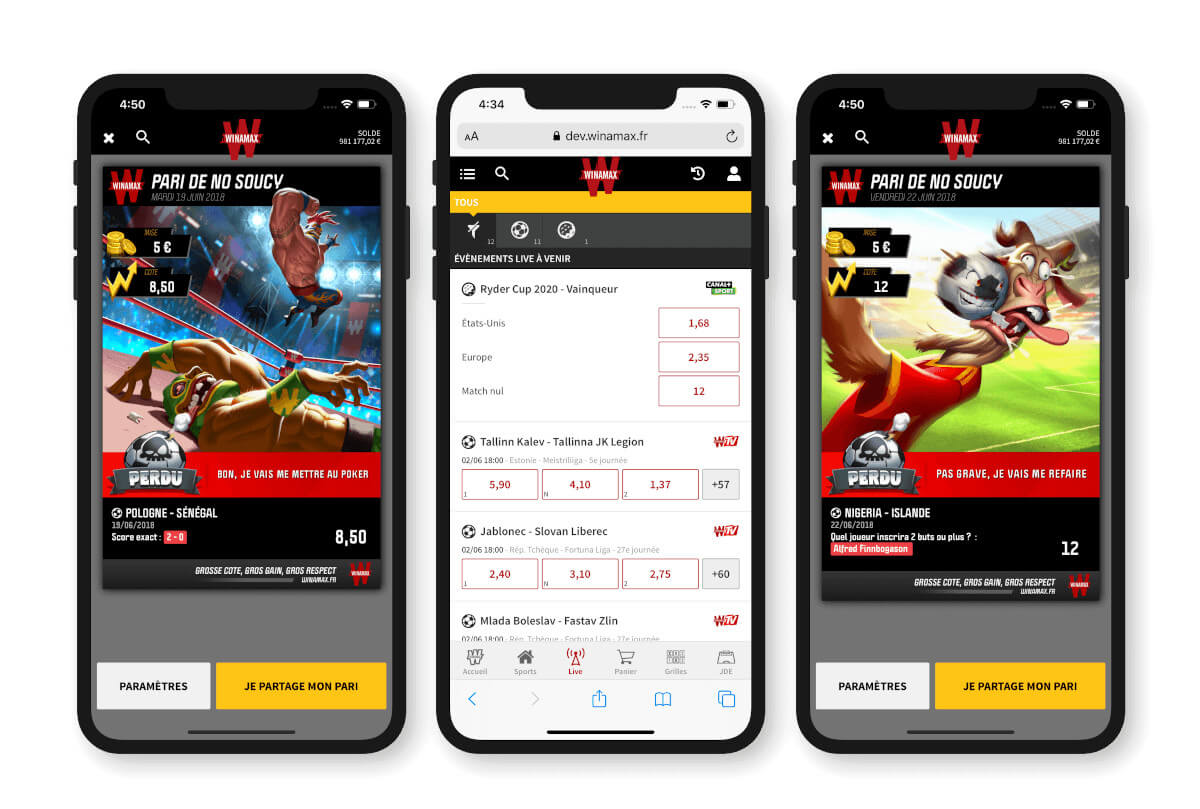 4:50
SOLDE
981 177,02 €
WINAMAX
WINAMAX
PARI DE NO SOUCY
MARDI 19 JUIN 2018
MISE
5 €
COTE
8,50
PERDU
BON, JE VAIS ME METTRE AU POKER
POLOGNE - SÉNÉGAL
19/06/2018
Score exact : 2 - 0
8,50
GROSSE COTE, GROS GAIN, GROS RESPECT
WINAMAX.FR
WINAMAX
PARAMÈTRES
JE PARTAGE MON PARI
4:34
AA
dev.winamax.fr
WINAMAX
TOUS
12
11
1
ÉVÈNEMENTS LIVE À VENIR
Ryder Cup 2020 - Vainqueur
CANAL+
SPORT
États-Unis
1,68
Europe
2,35
Match nul
12
Tallinn Kalev - Tallinna JK Legion
WTV
02/06 18:00 - Estonie - Meistriliiga - 5e journée
1 5,90
N 4,10
2 1,37
+57
Jablonec - Slovan Liberec
WTV
02/06 18:00 - Rép. Tchèque - Fortuna Liga - 27e journée
1 2,40
N 3,10
2 2,75
+60
Mlada Boleslav - Fastav Zlin
WTV
02/06 18:00 - Rép. Tchèque - Fortuna Liga - 27e journée
Accueil
Sports
Live
Panier
Grilles
JDE
4:50
SOLDE
981 177,02 €
WINAMAX
WINAMAX
PARI DE NO SOUCY
VENDREDI 22 JUIN 2018
MISE
5 €
COTE
12
PERDU
PAS GRAVE, JE VAIS ME REFAIRE
NIGERIA - ISLANDE
22/06/2018
Quel joueur inscrira 2 buts ou plus ? :
Alfred Finnbogason
12
GROSSE COTE, GROS GAIN, GROS RESPECT
WINAMAX.FR
WINAMAX
PARAMÈTRES
JE PARTAGE MON PARI